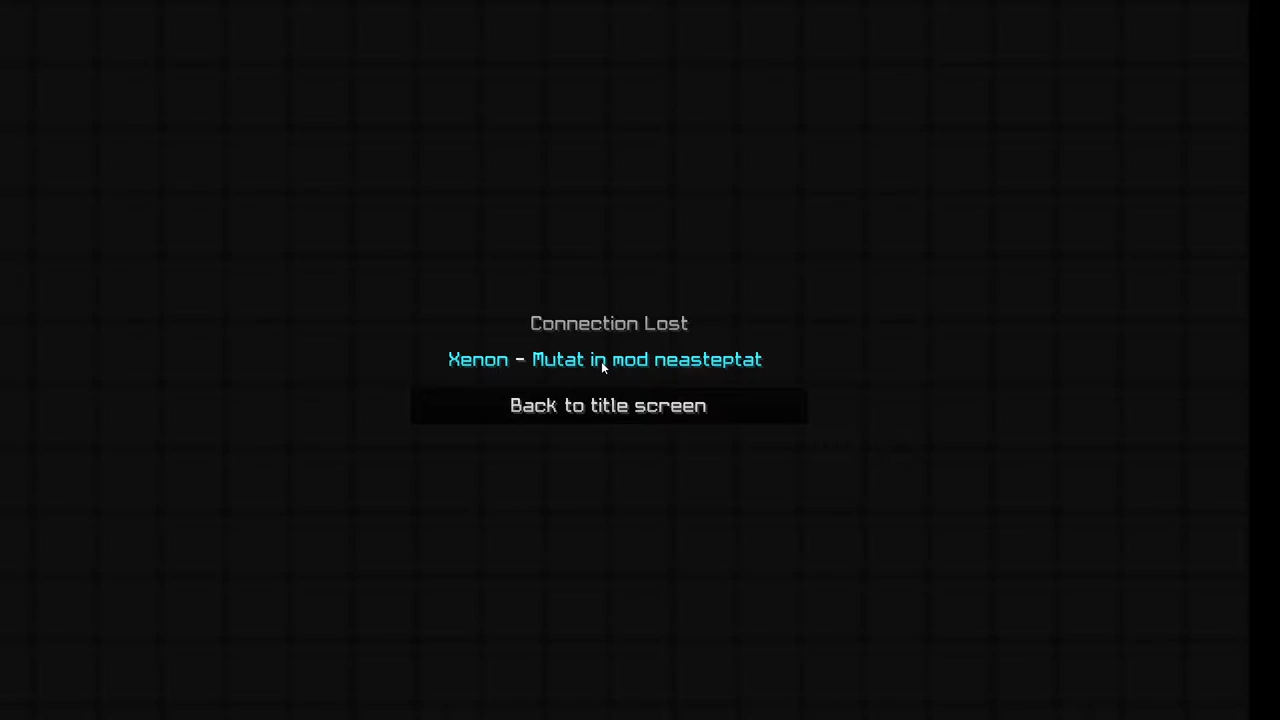 Connection Lost
Xenon - Mutat in mod neasteptat
Back to title screen